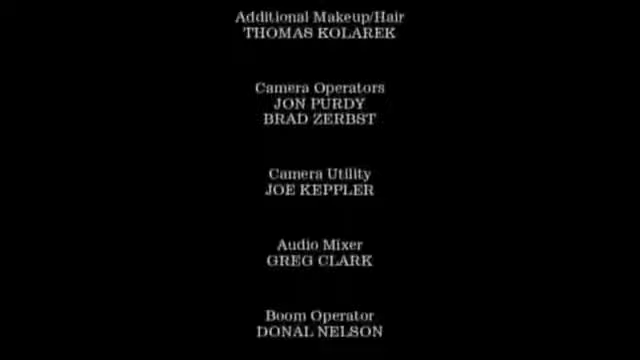 Additional Makeup/Hair
THOMAS KOLAREK
Camera Operators
JON PURDY
BRAD ZERBST
Camera Utility
JOE KEPPLER
Audio Mixer
GREG CLARK
Boom Operator
DONAL NELSON